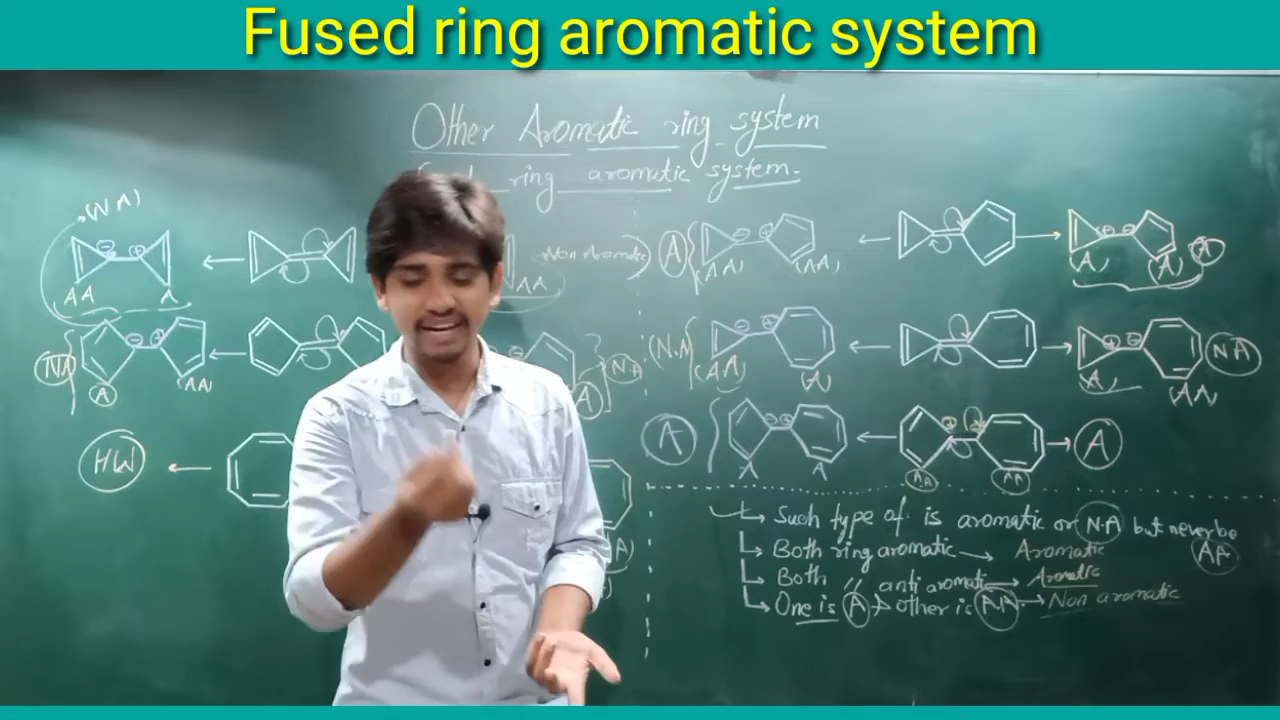 Fused ring aromatic system
Other Aromatic ring system
ring aromatic system.
(NA)
⊖ ⊕
AA A
Non Aromatic
AA
(A)
⊖ ⊕
(AA) (AA)
⊕ ⊖
(A) (A)
(A)
(NA)
A (AA)
⊖
(A)
NA
(N.A)
⊖ ⊕
(AA) (A)
⊕ ⊖
(A) (AA)
(NA)
HW
A)
(A)
⊖ ⊕
A A
⊕ ⊖
AA AA
(A)
↳ Such type of is aromatic or (N.A) but never be
(AA)
↳ Both ring aromatic → Aromatic
↳ Both 〃 anti aromatic → Aromatic
↳ One is (A) & other is (AA) → Non aromatic